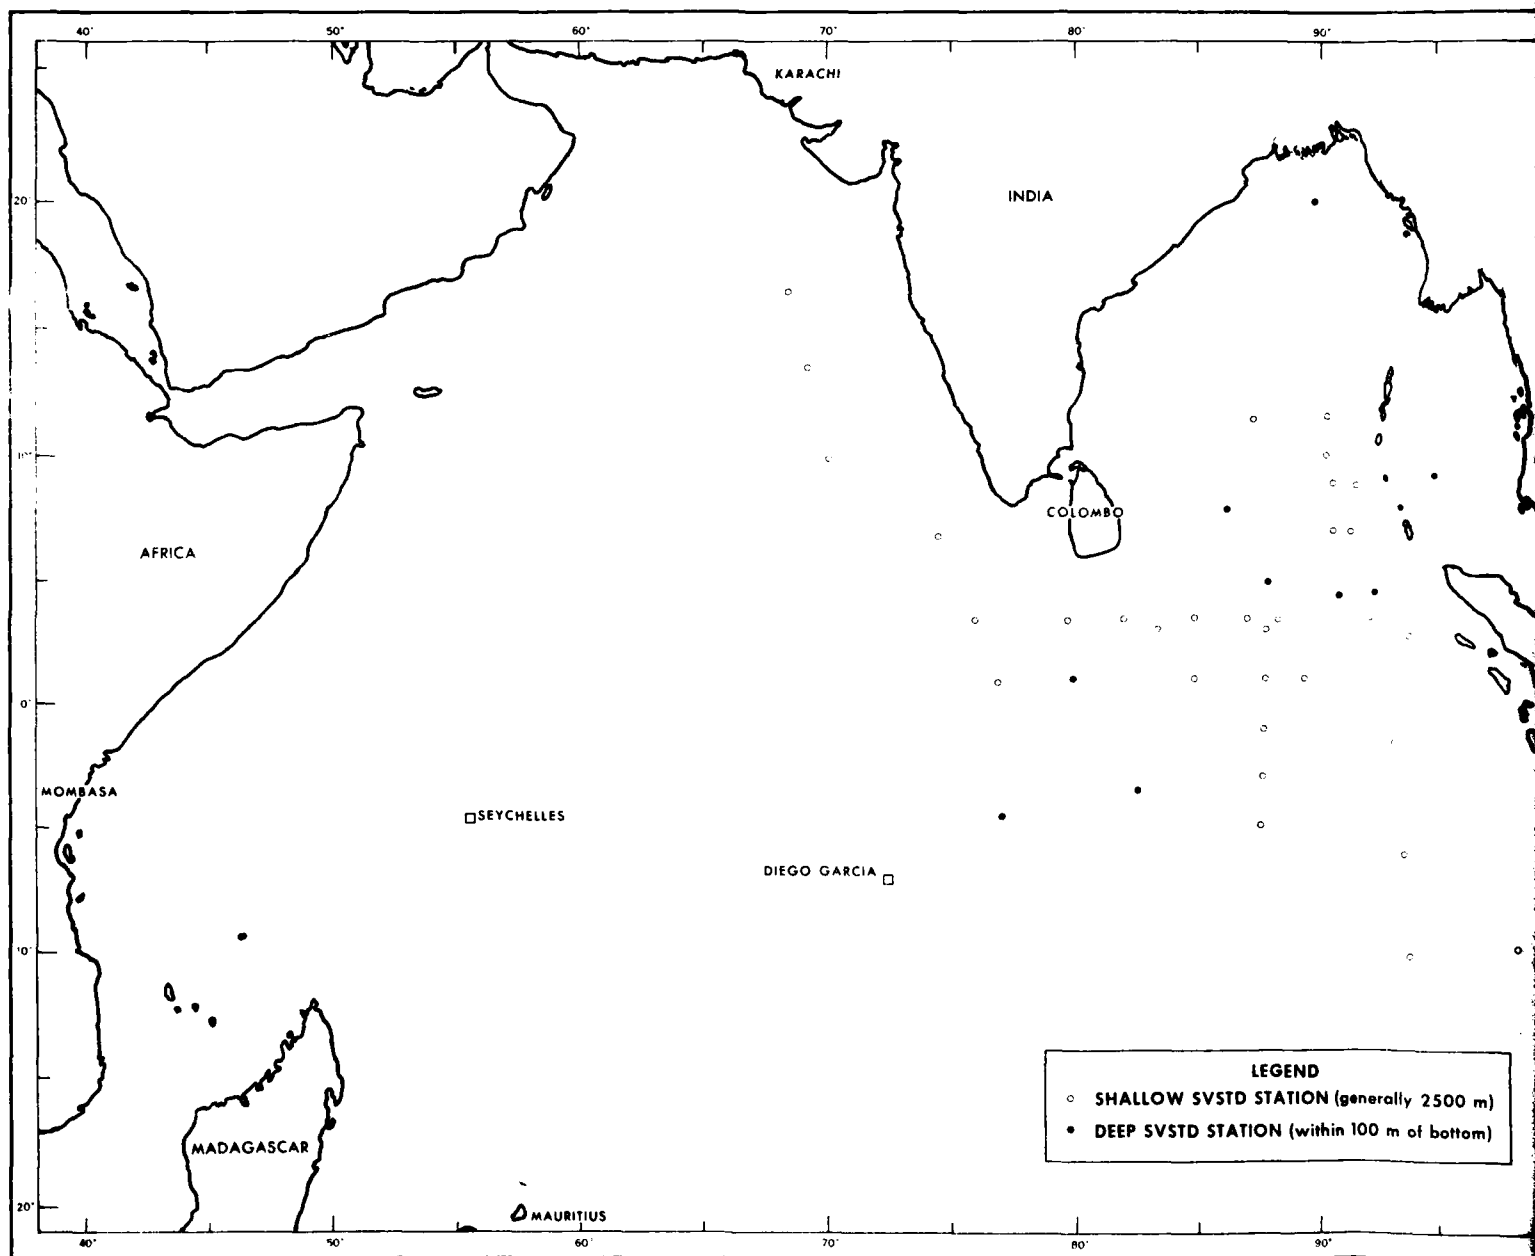 40° 50° 60° 70° 80° 90°
KARACHI
20°
INDIA
10°
COLOMBO
AFRICA
0°
MOMBASA
SEYCHELLES
DIEGO GARCIA
10°
LEGEND
SHALLOW SVSTD STATION (generally 2500 m)
DEEP SVSTD STATION (within 100 m of bottom)
MADAGASCAR
20°
MAURITIUS
40° 50° 60° 70° 80° 90°